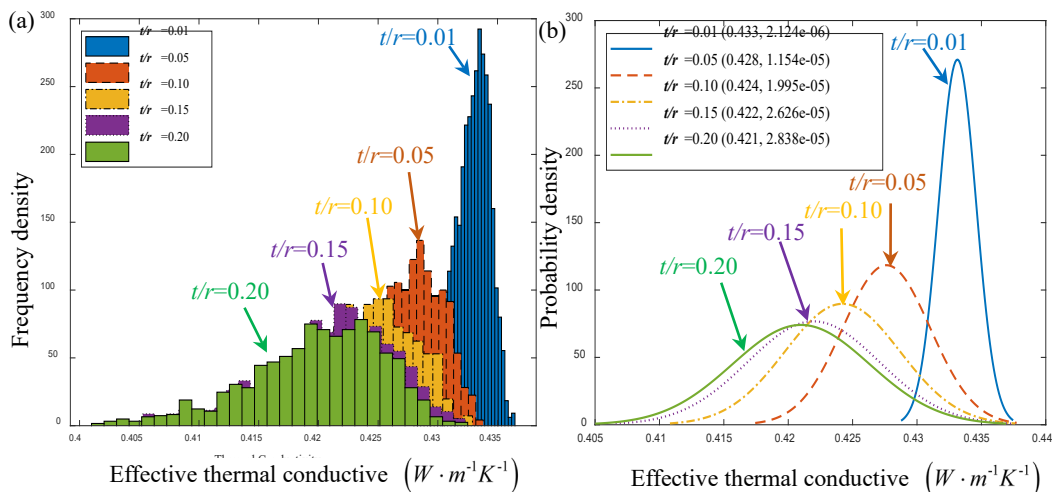 (a)
300
250
200
150
100
50
0
Frequency density
t/r =0.01
t/r =0.05
t/r =0.10
t/r =0.15
t/r =0.20
t/r=0.01
t/r=0.05
t/r=0.10
t/r=0.15
t/r=0.20
0.4 0.405 0.41 0.415 0.42 0.425 0.43 0.435
Effective thermal conductive (W · m⁻¹K⁻¹)
(b)
300
250
200
150
100
50
0
Probability density
t/r =0.01 (0.433, 2.124e-06)
t/r =0.05 (0.428, 1.154e-05)
t/r =0.10 (0.424, 1.995e-05)
t/r =0.15 (0.422, 2.626e-05)
t/r =0.20 (0.421, 2.838e-05)
t/r=0.01
t/r=0.05
t/r=0.10
t/r=0.15
t/r=0.20
0.405 0.41 0.415 0.42 0.425 0.43 0.435 0.44
Effective thermal conductive (W · m⁻¹K⁻¹)